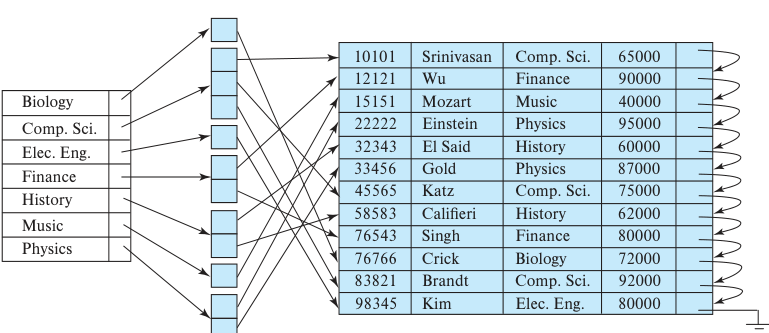 Biology
Comp. Sci.
Elec. Eng.
Finance
History
Music
Physics
10101 Srinivasan Comp. Sci. 65000
12121 Wu Finance 90000
15151 Mozart Music 40000
22222 Einstein Physics 95000
32343 El Said History 60000
33456 Gold Physics 87000
45565 Katz Comp. Sci. 75000
58583 Califieri History 62000
76543 Singh Finance 80000
76766 Crick Biology 72000
83821 Brandt Comp. Sci. 92000
98345 Kim Elec. Eng. 80000